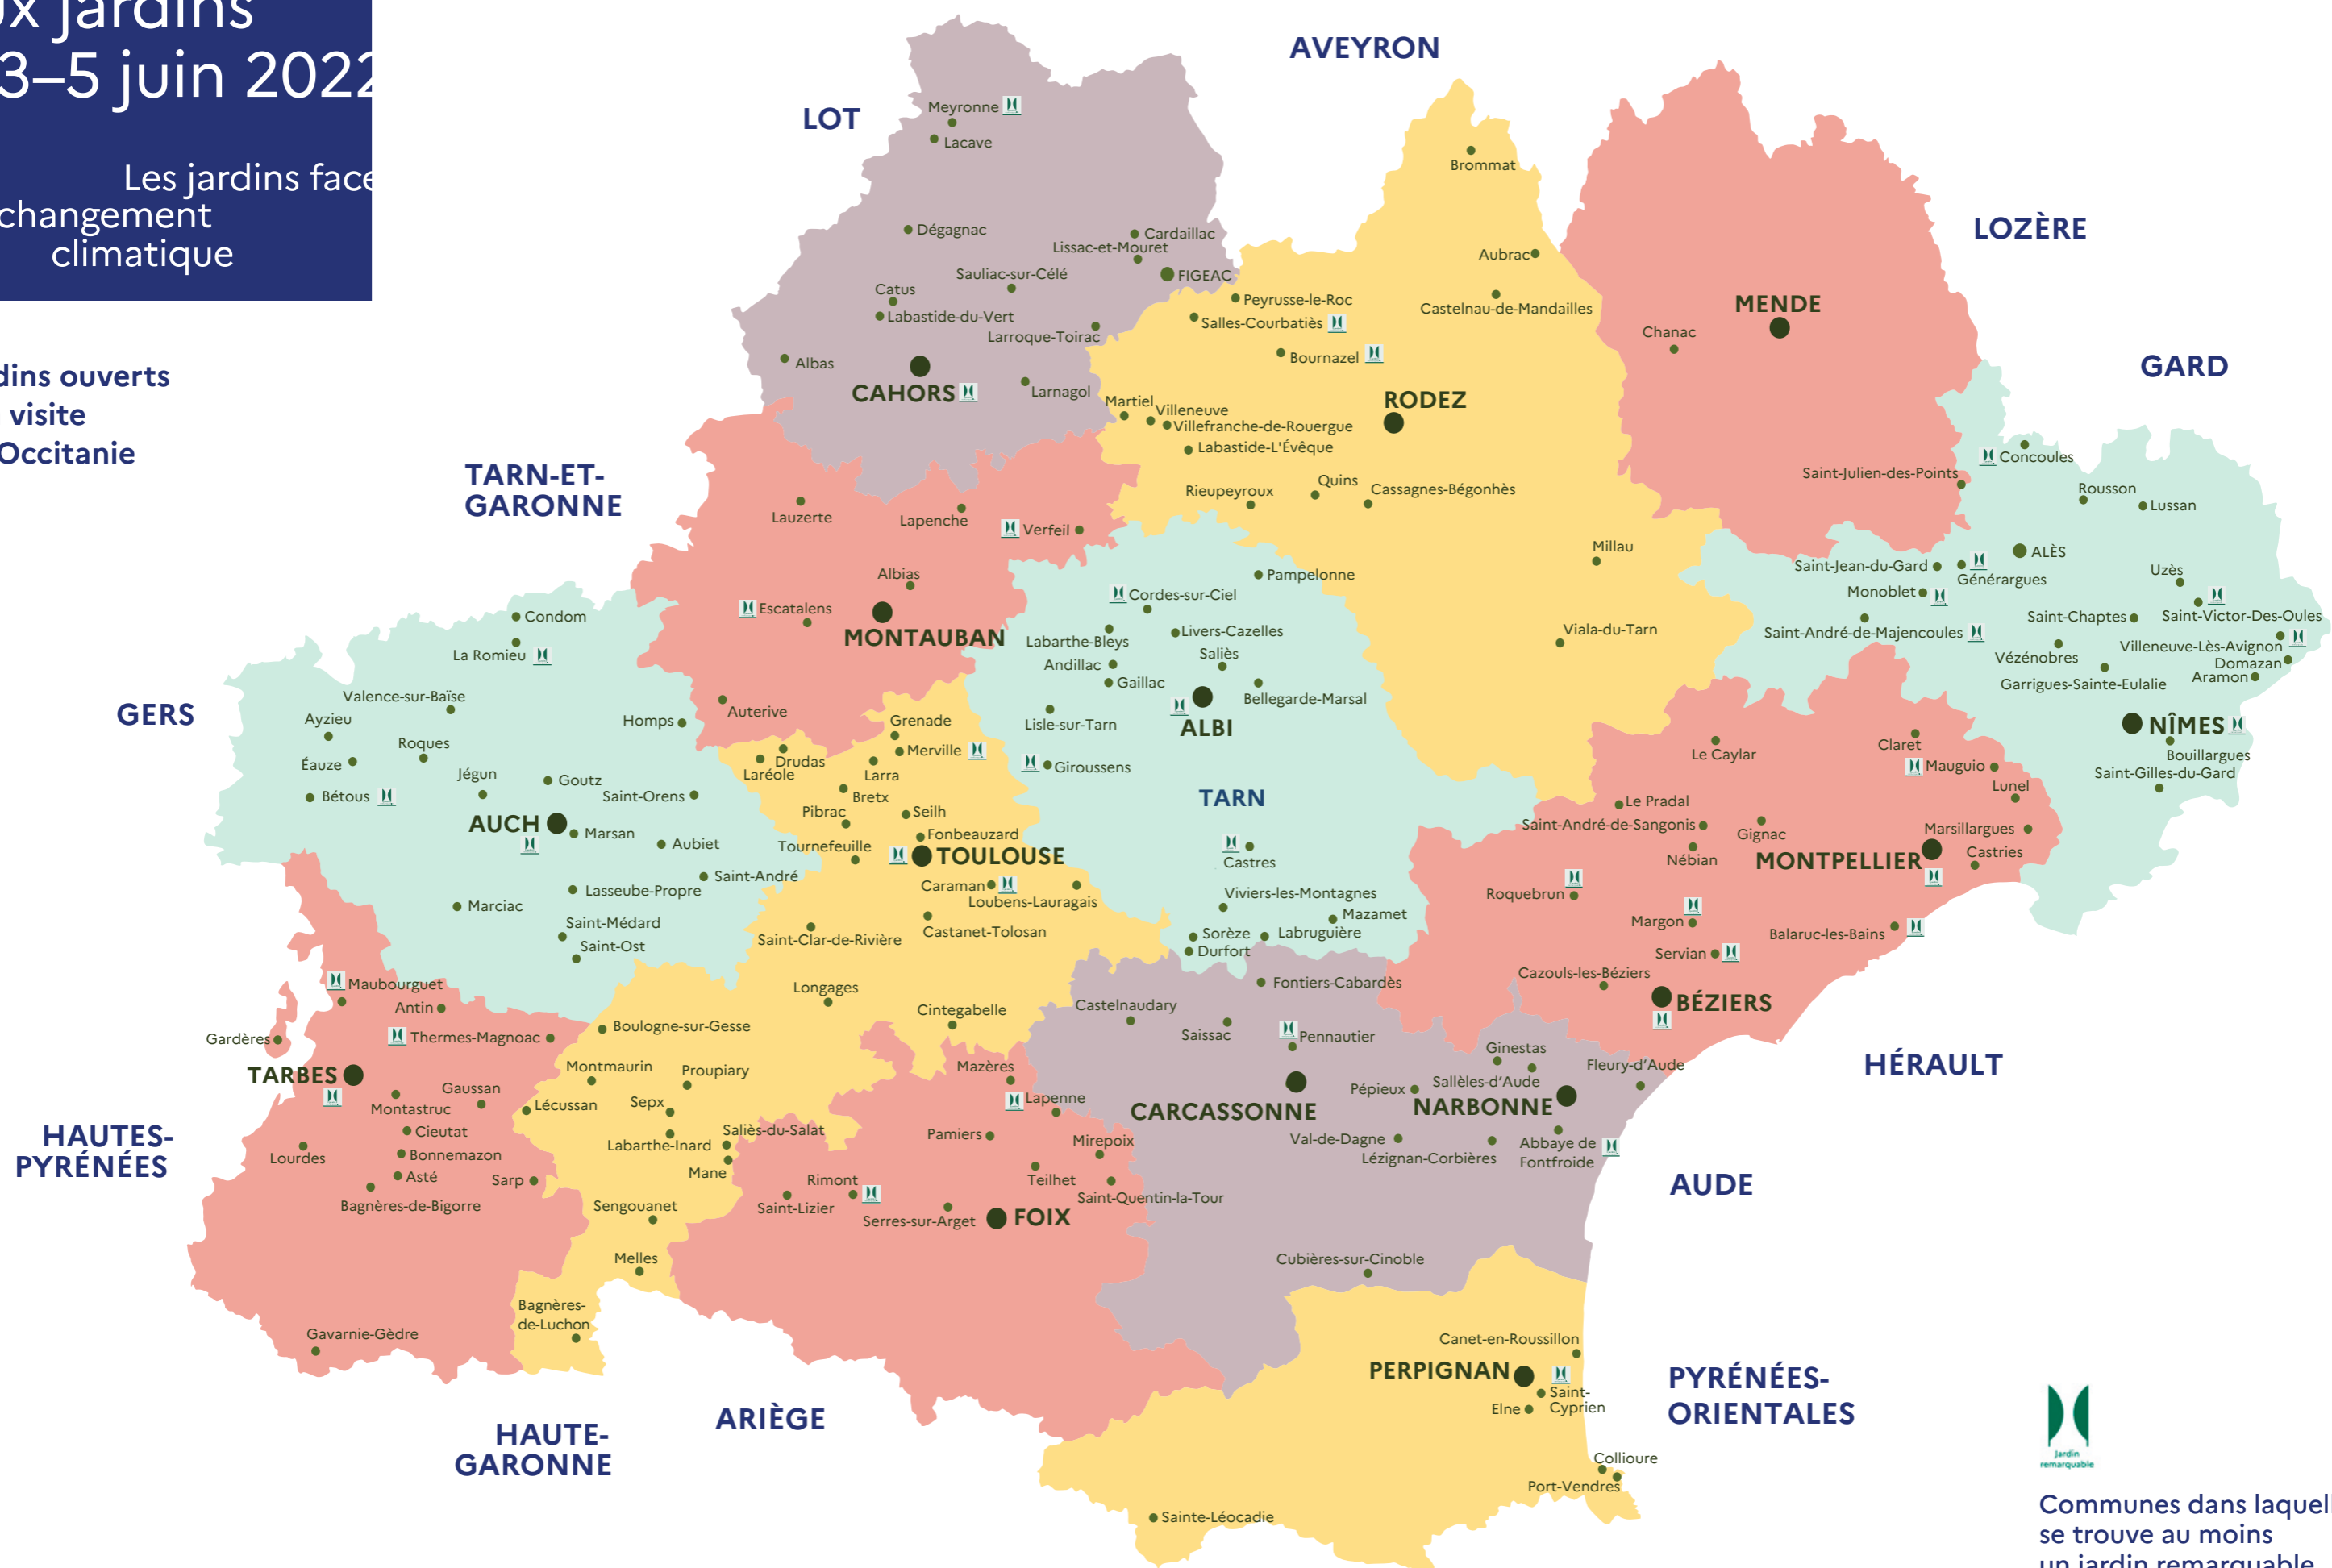 jardins
3–5 juin 2022
Les jardins face
changement
climatique
ouverts
visite
Occitanie
LOT
Meyronne
Lacave
Dégagnac
Cardaillac
Lissac-et-Mouret
FIGEAC
Sauliac-sur-Célé
Catus
Labastide-du-Vert
Larroque-Toirac
Albas
CAHORS
Larnagol
AVEYRON
Brommat
Aubrac
Castelnau-de-Mandailles
Peyrusse-le-Roc
Salles-Courbatiès
Bournazel
RODEZ
Martiel
Villeneuve
Villefranche-de-Rouergue
Labastide-L'Évêque
Quins
Rieupeyroux
Cassagnes-Bégonhès
Millau
Viala-du-Tarn
LOZÈRE
MENDE
Chanac
Saint-Julien-des-Points
GARD
Concoules
Rousson
Lussan
ALÈS
Saint-Jean-du-Gard
Générargues
Monoblet
Uzès
Saint-Victor-Des-Oules
Saint-Chaptes
Saint-André-de-Majencoules
Villeneuve-Lès-Avignon
Vézénobres
Domazan
Aramon
Garrigues-Sainte-Eulalie
NÎMES
Bouillargues
Saint-Gilles-du-Gard
TARN-ET-
GARONNE
Lauzerte
Lapenche
Verfeil
Albias
Escatalens
MONTAUBAN
Auterive
GERS
Condom
La Romieu
Valence-sur-Baïse
Ayzieu
Homps
Roques
Éauze
Jégun
Goutz
Bétous
Saint-Orens
AUCH
Marsan
Aubiet
Saint-André
Lasseube-Propre
Marciac
Saint-Médard
Saint-Ost
TARN
Pampelonne
Cordes-sur-Ciel
Livers-Cazelles
Labarthe-Bleys
Saliès
Andillac
Gaillac
Bellegarde-Marsal
Lisle-sur-Tarn
ALBI
Giroussens
Castres
Viviers-les-Montagnes
Mazamet
Sorèze
Labruguière
Durfort
HAUTE-
GARONNE
Grenade
Merville
Drudas
Laréole
Larra
Bretx
Pibrac
Seilh
Fonbeauzard
Tournefeuille
TOULOUSE
Caraman
Loubens-Lauragais
Castanet-Tolosan
Saint-Clar-de-Rivière
Longages
Cintegabelle
Boulogne-sur-Gesse
Montmaurin
Proupiary
Lécussan
Sepx
Labarthe-Inard
Saliès-du-Salat
Mane
Sengouanet
Melles
Bagnères-
de-Luchon
HÉRAULT
Le Caylar
Claret
Mauguio
Lunel
Le Pradal
Saint-André-de-Sangonis
Gignac
Marsillargues
Nébian
MONTPELLIER
Castries
Roquebrun
Margon
Balaruc-les-Bains
Servian
Cazouls-les-Béziers
BÉZIERS
HAUTES-
PYRÉNÉES
Maubourguet
Antin
Gardères
Thermes-Magnoac
TARBES
Gaussan
Montastruc
Cieutat
Lourdes
Bonnemazon
Asté
Sarp
Bagnères-de-Bigorre
Gavarnie-Gèdre
ARIÈGE
Mazères
Lapenne
Pamiers
Mirepoix
Rimont
Teilhet
Saint-Lizier
Saint-Quentin-la-Tour
Serres-sur-Arget
FOIX
AUDE
Fontiers-Cabardès
Castelnaudary
Saissac
Pennautier
Ginestas
Fleury-d'Aude
Pépieux
Sallèles-d'Aude
CARCASSONNE
NARBONNE
Val-de-Dagne
Lézignan-Corbières
Abbaye de
Fontfroide
Cubières-sur-Cinoble
PYRÉNÉES-
ORIENTALES
Canet-en-Roussillon
PERPIGNAN
Saint-
Cyprien
Elne
Collioure
Port-Vendres
Sainte-Léocadie
Jardin
remarquable
Communes dans
se trouve au moins
un jardin remarquable